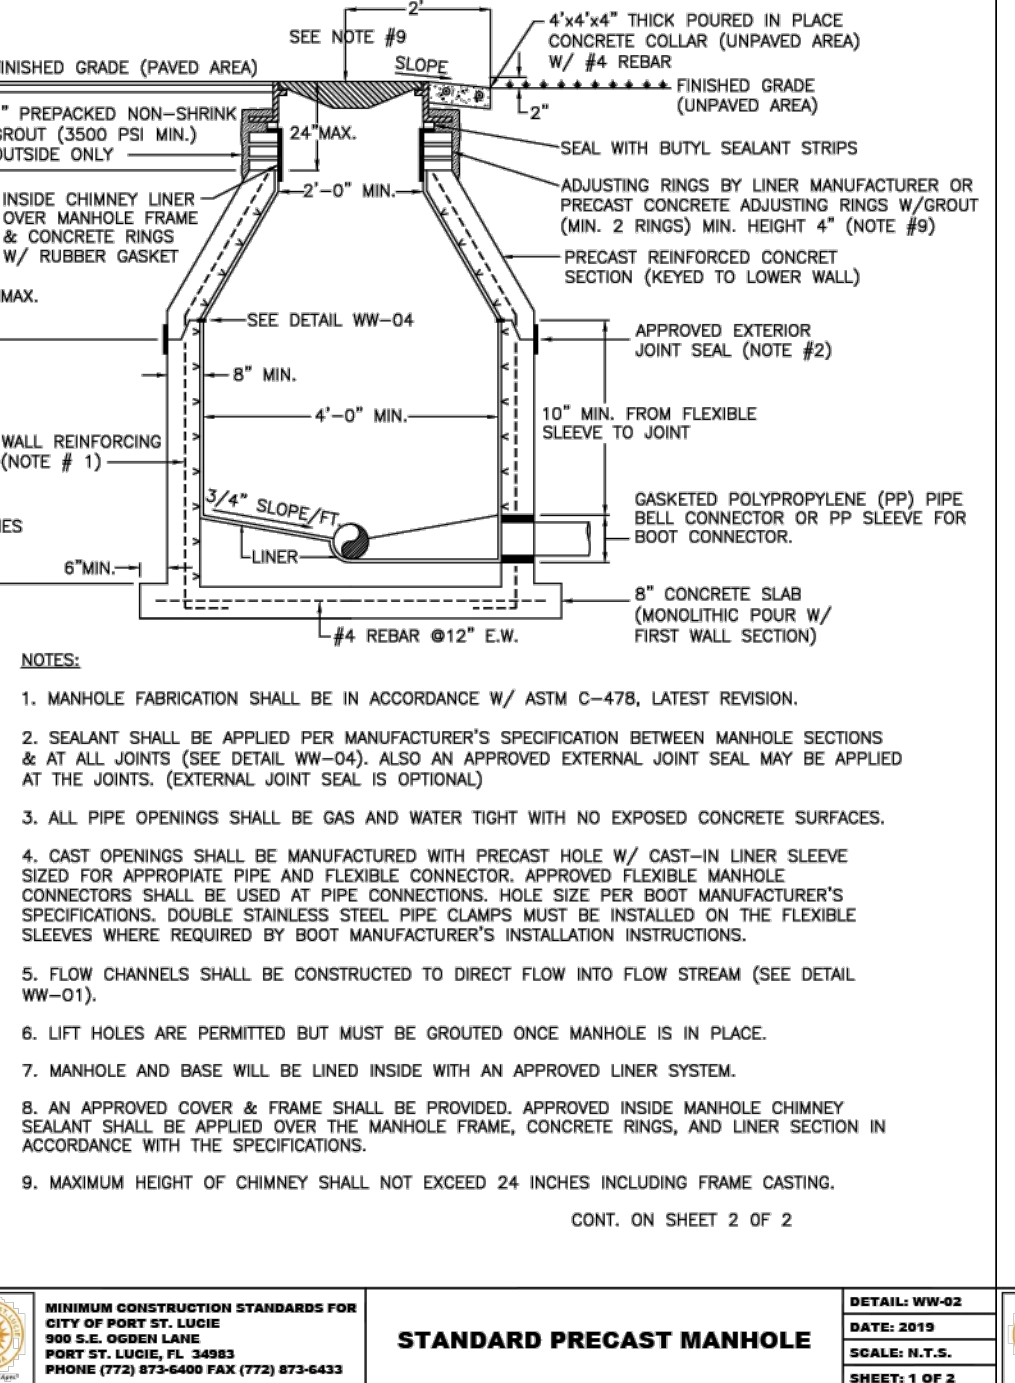 2'
SEE NOTE #9
4'x4'x4" THICK POURED IN PLACE
CONCRETE COLLAR (UNPAVED AREA)
W/ #4 REBAR
SLOPE
INISHED GRADE (PAVED AREA)
FINISHED GRADE
(UNPAVED AREA)
2"
" PREPACKED NON-SHRINK
GROUT (3500 PSI MIN.)
OUTSIDE ONLY
24"MAX.
SEAL WITH BUTYL SEALANT STRIPS
2'-0" MIN.
ADJUSTING RINGS BY LINER MANUFACTURER OR
PRECAST CONCRETE ADJUSTING RINGS W/GROUT
(MIN. 2 RINGS) MIN. HEIGHT 4" (NOTE #9)
INSIDE CHIMNEY LINER
OVER MANHOLE FRAME
& CONCRETE RINGS
W/ RUBBER GASKET
PRECAST REINFORCED CONCRET
SECTION (KEYED TO LOWER WALL)
MAX.
SEE DETAIL WW-04
APPROVED EXTERIOR
JOINT SEAL (NOTE #2)
8" MIN.
4'-0" MIN.
10" MIN. FROM FLEXIBLE
SLEEVE TO JOINT
WALL REINFORCING
(NOTE # 1)
3/4" SLOPE/FT.
GASKETED POLYPROPYLENE (PP) PIPE
BELL CONNECTOR OR PP SLEEVE FOR
BOOT CONNECTOR.
IES
LINER
6"MIN.
8" CONCRETE SLAB
(MONOLITHIC POUR W/
FIRST WALL SECTION)
#4 REBAR @12" E.W.
NOTES:
1. MANHOLE FABRICATION SHALL BE IN ACCORDANCE W/ ASTM C-478, LATEST REVISION.
2. SEALANT SHALL BE APPLIED PER MANUFACTURER'S SPECIFICATION BETWEEN MANHOLE SECTIONS
& AT ALL JOINTS (SEE DETAIL WW-04). ALSO AN APPROVED EXTERNAL JOINT SEAL MAY BE APPLIED
AT THE JOINTS. (EXTERNAL JOINT SEAL IS OPTIONAL)
3. ALL PIPE OPENINGS SHALL BE GAS AND WATER TIGHT WITH NO EXPOSED CONCRETE SURFACES.
4. CAST OPENINGS SHALL BE MANUFACTURED WITH PRECAST HOLE W/ CAST-IN LINER SLEEVE
SIZED FOR APPROPIATE PIPE AND FLEXIBLE CONNECTOR. APPROVED FLEXIBLE MANHOLE
CONNECTORS SHALL BE USED AT PIPE CONNECTIONS. HOLE SIZE PER BOOT MANUFACTURER'S
SPECIFICATIONS. DOUBLE STAINLESS STEEL PIPE CLAMPS MUST BE INSTALLED ON THE FLEXIBLE
SLEEVES WHERE REQUIRED BY BOOT MANUFACTURER'S INSTALLATION INSTRUCTIONS.
5. FLOW CHANNELS SHALL BE CONSTRUCTED TO DIRECT FLOW INTO FLOW STREAM (SEE DETAIL
WW-01).
6. LIFT HOLES ARE PERMITTED BUT MUST BE GROUTED ONCE MANHOLE IS IN PLACE.
7. MANHOLE AND BASE WILL BE LINED INSIDE WITH AN APPROVED LINER SYSTEM.
8. AN APPROVED COVER & FRAME SHALL BE PROVIDED. APPROVED INSIDE MANHOLE CHIMNEY
SEALANT SHALL BE APPLIED OVER THE MANHOLE FRAME, CONCRETE RINGS, AND LINER SECTION IN
ACCORDANCE WITH THE SPECIFICATIONS.
9. MAXIMUM HEIGHT OF CHIMNEY SHALL NOT EXCEED 24 INCHES INCLUDING FRAME CASTING.
CONT. ON SHEET 2 OF 2
MINIMUM CONSTRUCTION STANDARDS FOR
CITY OF PORT ST. LUCIE
900 S.E. OGDEN LANE
PORT ST. LUCIE, FL 34983
PHONE (772) 873-6400 FAX (772) 873-6433
STANDARD PRECAST MANHOLE
DETAIL: WW-02
DATE: 2019
SCALE: N.T.S.
SHEET: 1 OF 2